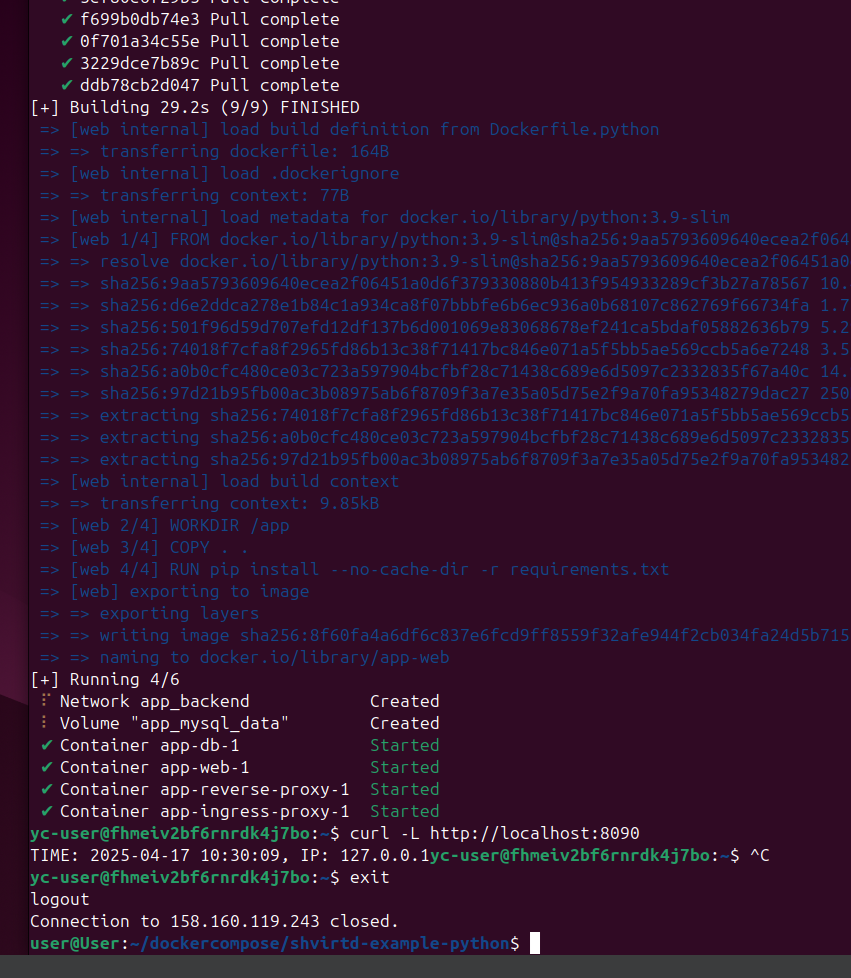 ✔ f699b0db74e3 Pull complete
✔ 0f701a34c55e Pull complete
✔ 3229dce7b89c Pull complete
✔ ddb78cb2d047 Pull complete
[+] Building 29.2s (9/9) FINISHED
=> [web internal] load build definition from Dockerfile.python
=> => transferring dockerfile: 164B
=> [web internal] load .dockerignore
=> => transferring context: 77B
=> [web internal] load metadata for docker.io/library/python:3.9-slim
=> [web 1/4] FROM docker.io/library/python:3.9-slim@sha256:9aa5793609640ecea2f064
=> => resolve docker.io/library/python:3.9-slim@sha256:9aa5793609640ecea2f06451a0
=> => sha256:9aa5793609640ecea2f06451a0d6f379330880b413f954933289cf3b27a78567 10.
=> => sha256:d6e2ddca278e1b84c1a934ca8f07bbbfe6b6ec936a0b68107c862769f66734fa 1.7
=> => sha256:501f96d59d707efd12df137b6d001069e83068678ef241ca5bdaf05882636b79 5.2
=> => sha256:74018f7cfa8f2965fd86b13c38f71417bc846e071a5f5bb5ae569ccb5a6e7248 3.5
=> => sha256:a0b0cfc480ce03c723a597904bcfbf28c71438c689e6d5097c2332835f67a40c 14.
=> => sha256:97d21b95fb00ac3b08975ab6f8709f3a7e35a05d75e2f9a70fa95348279dac27 250
=> => extracting sha256:74018f7cfa8f2965fd86b13c38f71417bc846e071a5f5bb5ae569ccb5
=> => extracting sha256:a0b0cfc480ce03c723a597904bcfbf28c71438c689e6d5097c2332835
=> => extracting sha256:97d21b95fb00ac3b08975ab6f8709f3a7e35a05d75e2f9a70fa953482
=> [web internal] load build context
=> => transferring context: 9.85kB
=> [web 2/4] WORKDIR /app
=> [web 3/4] COPY . .
=> [web 4/4] RUN pip install --no-cache-dir -r requirements.txt
=> [web] exporting to image
=> => exporting layers
=> => writing image sha256:8f60fa4a6df6c837e6fcd9ff8559f32afe944f2cb034fa24d5b715
=> => naming to docker.io/library/app-web
[+] Running 4/6
⠏ Network app_backend Created
⠇ Volume "app_mysql_data" Created
✔ Container app-db-1 Started
✔ Container app-web-1 Started
✔ Container app-reverse-proxy-1 Started
✔ Container app-ingress-proxy-1 Started
yc-user@fhmeiv2bf6rnrdk4j7bo:~$ curl -L http://localhost:8090
TIME: 2025-04-17 10:30:09, IP: 127.0.0.1yc-user@fhmeiv2bf6rnrdk4j7bo:~$ ^C
yc-user@fhmeiv2bf6rnrdk4j7bo:~$ exit
logout
Connection to 158.160.119.243 closed.
user@User:~/dockercompose/shvirtd-example-python$